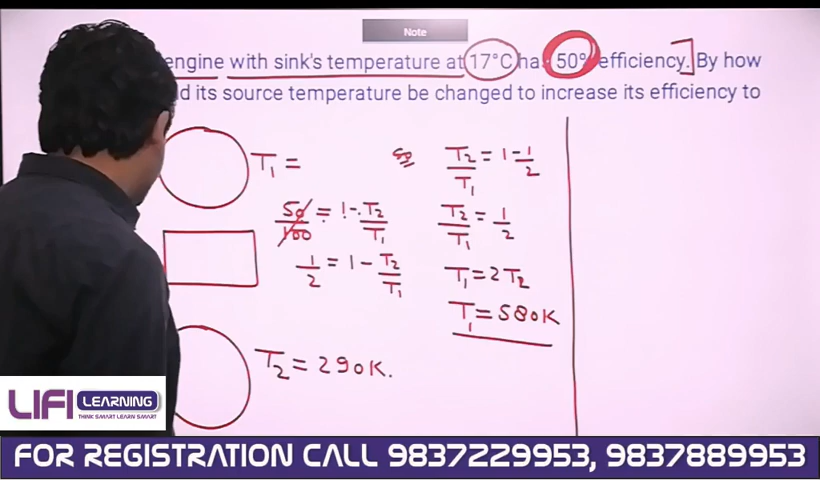 Note
engine with sink's temperature at 17°C has 50% efficiency. By how
d its source temperature be changed to increase its efficiency to
T₁ =
50/100 = 1 - T₂/T₁
1/2 = 1 - T₂/T₁
T₂ = 290K.
T₂/T₁ = 1 - 1/2
T₂/T₁ = 1/2
T₁ = 2T₂
T₁ = 580K
LIFI LEARNING
THINK SMART LEARN SMART
FOR REGISTRATION CALL 9837229953, 9837889953